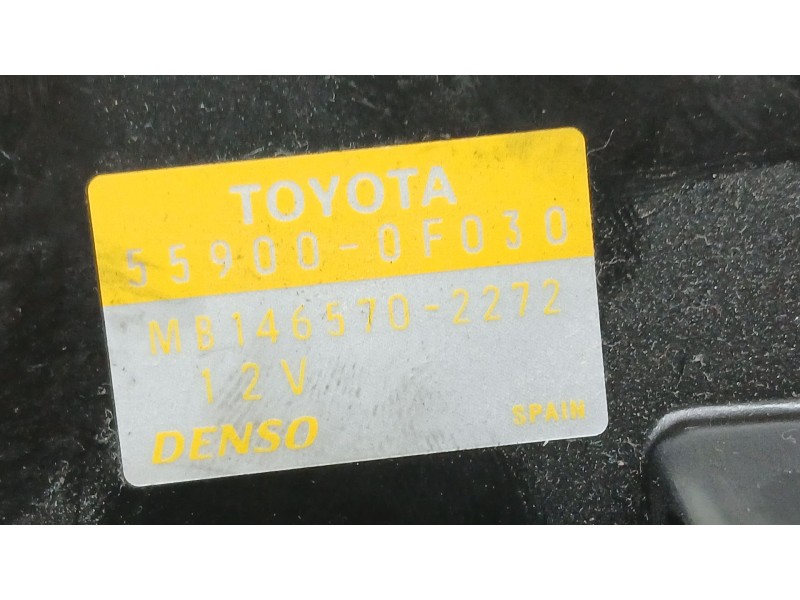 TOYOTA
55900-0F030
MB146570-2272
12V
DENSO SPAIN